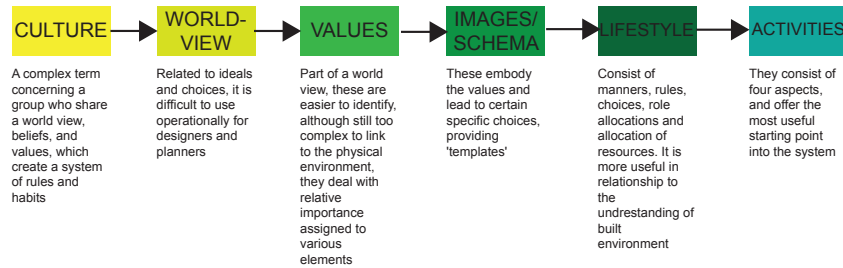 CULTURE
A complex term
concerning a
group who share
a world view,
beliefs, and
values, which
create a system
of rules and
habits
WORLD-
VIEW
Related to ideals
and choices, it is
difficult to use
operationally for
designers and
planners
VALUES
Part of a world
view, these are
easier to identify,
although still too
complex to link
to the physical
environment,
they deal with
relative
importance
assigned to
various
elements
IMAGES/
SCHEMA
These embody
the values and
lead to certain
specific choices,
providing
'templates'
LIFESTYLE
Consist of
manners, rules,
choices, role
allocations and
allocation of
resources. It is
more useful in
relationship to
the
undrestanding of
built
environment
ACTIVITIES
They consist of
four aspects,
and offer the
most useful
starting point
into the system